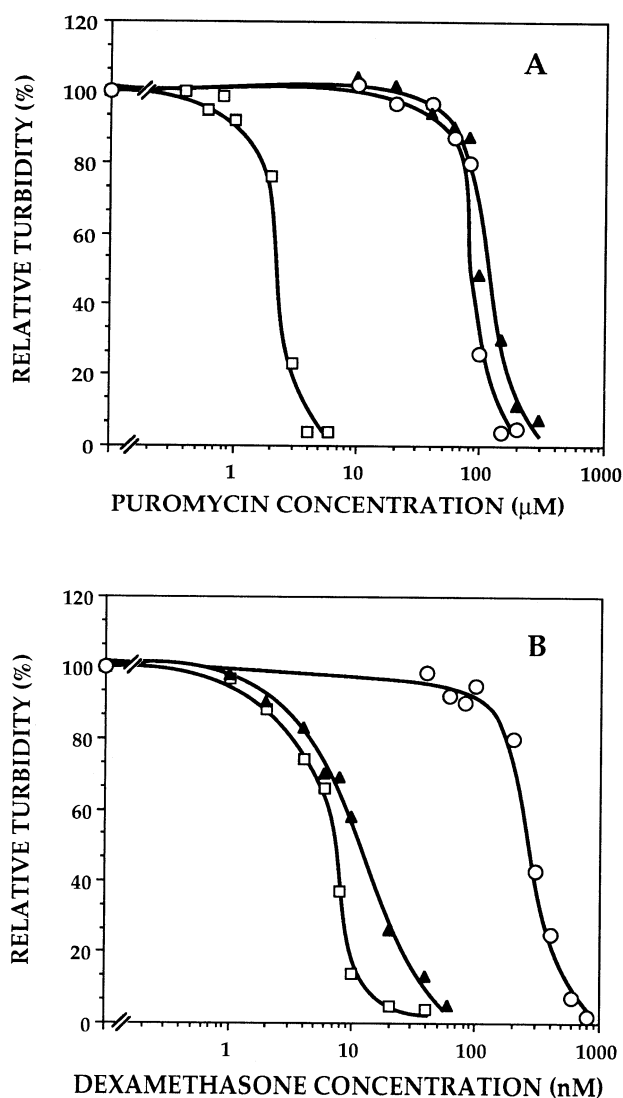 120
A
100
80
60
40
20
0
RELATIVE TURBIDITY (%)
1 10 100 1000
PUROMYCIN CONCENTRATION (µM)
120
B
100
80
60
40
20
0
RELATIVE TURBIDITY (%)
1 10 100 1000
DEXAMETHASONE CONCENTRATION (nM)